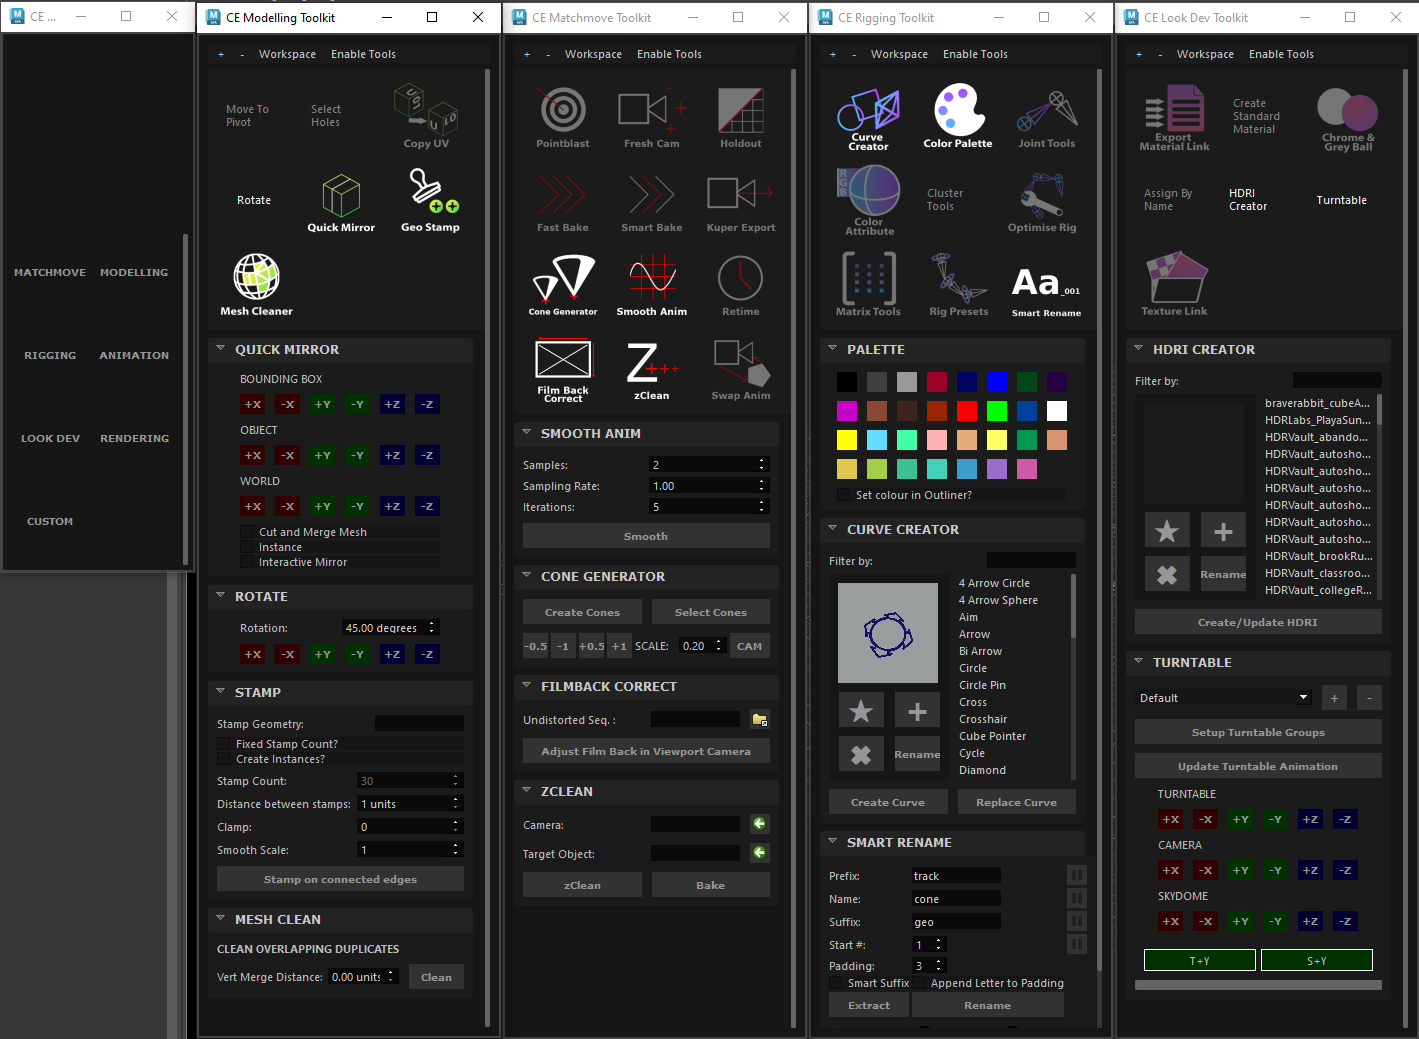 CE ...
MATCHMOVE MODELLING
RIGGING ANIMATION
LOOK DEV RENDERING
CUSTOM
CE Modelling Toolkit
+ - Workspace Enable Tools
Move To Pivot
Select Holes
Copy UV
Rotate
Quick Mirror
Geo Stamp
Mesh Cleaner
QUICK MIRROR
BOUNDING BOX
+X -X +Y -Y +Z -Z
OBJECT
+X -X +Y -Y +Z -Z
WORLD
+X -X +Y -Y +Z -Z
Cut and Merge Mesh
Instance
Interactive Mirror
ROTATE
Rotation: 45.00 degrees
+X -X +Y -Y +Z -Z
STAMP
Stamp Geometry:
Fixed Stamp Count?
Create Instances?
Stamp Count: 30
Distance between stamps: 1 units
Clamp: 0
Smooth Scale: 1
Stamp on connected edges
MESH CLEAN
CLEAN OVERLAPPING DUPLICATES
Vert Merge Distance: 0.00 units Clean
CE Matchmove Toolkit
+ - Workspace Enable Tools
Pointblast Fresh Cam Holdout
Fast Bake Smart Bake Kuper Export
Cone Generator Smooth Anim Retime
Film Back Correct
zClean
Swap Anim
SMOOTH ANIM
Samples: 2
Sampling Rate: 1.00
Iterations: 5
Smooth
CONE GENERATOR
Create Cones Select Cones
-0.5 -1 +0.5 +1 SCALE: 0.20 CAM
FILMBACK CORRECT
Undistorted Seq. :
Adjust Film Back in Viewport Camera
ZCLEAN
Camera:
Target Object:
zClean Bake
CE Rigging Toolkit
+ - Workspace Enable Tools
Curve Creator
Color Palette
Joint Tools
RGB
Color Attribute
Cluster Tools
Optimise Rig
Matrix Tools
Rig Presets
Aa_001
Smart Rename
PALETTE
Set colour in Outliner?
CURVE CREATOR
Filter by:
4 Arrow Circle
4 Arrow Sphere
Aim
Arrow
Bi Arrow
Circle
Circle Pin
Cross
Crosshair
Cube Pointer
Cycle
Diamond
Rename
Create Curve Replace Curve
SMART RENAME
Prefix: track
Name: cone
Suffix: geo
Start #: 1
Padding: 3
Smart Suffix Append Letter to Padding
Extract Rename
CE Look Dev Toolkit
+ - Workspace Enable Tools
Export Material Link
Create Standard Material
Chrome & Grey Ball
Assign By Name
HDRI Creator
Turntable
Texture Link
HDRI CREATOR
Filter by:
braverabbit_cubeA...
HDRLabs_PlayaSun...
HDRVault_abando...
HDRVault_autosho...
HDRVault_autosho...
HDRVault_autosho...
HDRVault_autosho...
HDRVault_autosho...
HDRVault_autosho...
HDRVault_brookRu...
HDRVault_classroo...
HDRVault_collegeR...
Rename
Create/Update HDRI
TURNTABLE
Default + -
Setup Turntable Groups
Update Turntable Animation
TURNTABLE
+X -X +Y -Y +Z -Z
CAMERA
+X -X +Y -Y +Z -Z
SKYDOME
+X -X +Y -Y +Z -Z
T+Y S+Y